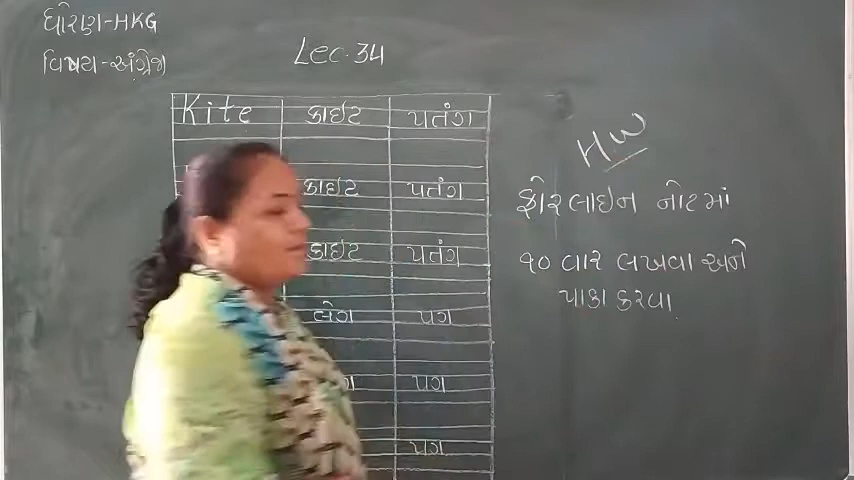 ધોરણ-HKG
વિષય-અંગ્રેજી
Lec.34
Kite કાઇટ પતંગ
કાઇટ પતંગ
કાઇટ પતંગ
લેગ પગ
ગ પગ
પગ
HW
ફોરલાઇન નોટમાં
૧૦ વાર લખવા અને
પાકા કરવા.